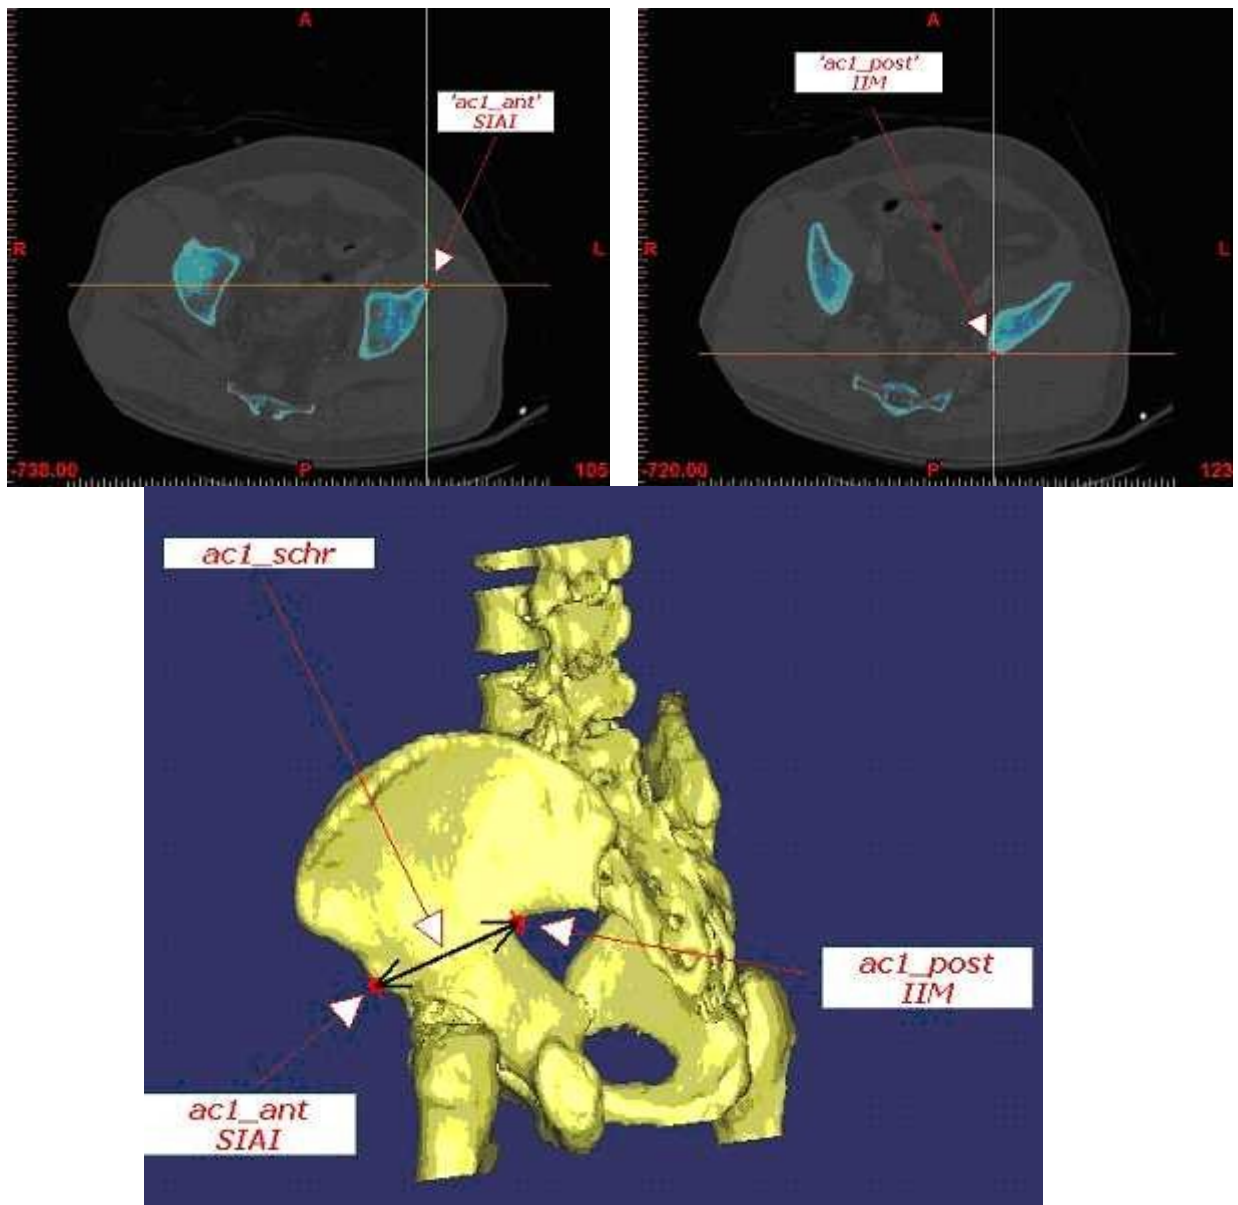 A
'ac1_ant'
SIAI
R
L
-738.00
P
105
A
'ac1_post'
IIM
R
L
-720.00
P
123
ac1_schr
ac1_post
IIM
ac1_ant
SIAI